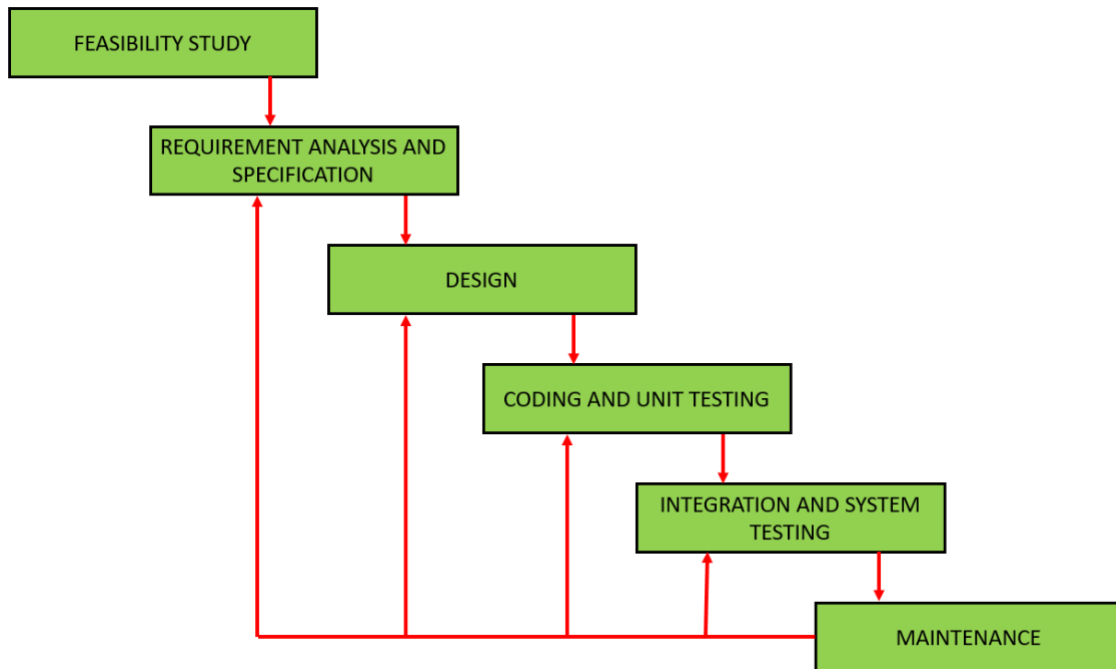 FEASIBILITY STUDY
REQUIREMENT ANALYSIS AND
SPECIFICATION
DESIGN
CODING AND UNIT TESTING
INTEGRATION AND SYSTEM
TESTING
MAINTENANCE